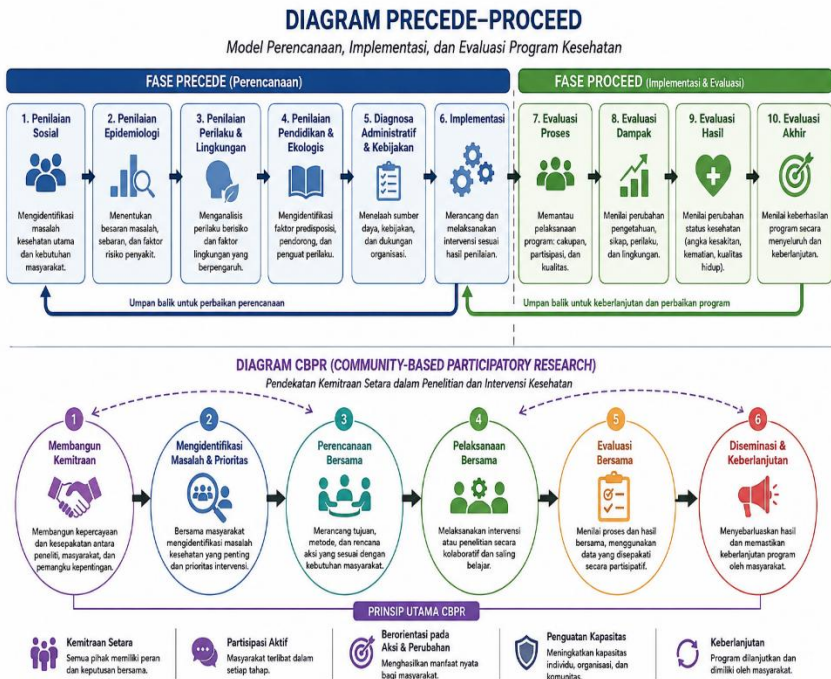 DIAGRAM PRECEDE–PROCEED
Model Perencanaan, Implementasi, dan Evaluasi Program Kesehatan
FASE PRECEDE (Perencanaan)
FASE PROCEED (Implementasi & Evaluasi)
1. Penilaian
Sosial
Mengidentifikasi
masalah
kesehatan utama
dan kebutuhan
masyarakat.
2. Penilaian
Epidemiologi
Menentukan
besaran masalah,
sebaran, dan faktor
risiko penyakit.
3. Penilaian
Perilaku &
Lingkungan
Menganalisis
perilaku berisiko
dan faktor
lingkungan yang
berpengaruh.
4. Penilaian
Pendidikan &
Ekologis
Mengidentifikasi
faktor predisposisi,
pendorong, dan
penguat perilaku.
5. Diagnosa
Administratif
& Kebijakan
Menelaah sumber
daya, kebijakan,
dan dukungan
organisasi.
6. Implementasi
Merancang dan
melaksanakan
intervensi sesuai
hasil penilaian.
7. Evaluasi
Proses
Memantau
pelaksanaan
program: cakupan,
partisipasi, dan
kualitas.
8. Evaluasi
Dampak
Menilai perubahan
pengetahuan,
sikap, perilaku,
dan lingkungan.
9. Evaluasi
Hasil
Menilai perubahan
status kesehatan
(angka kesakitan,
kematian, kualitas
hidup).
10. Evaluasi
Akhir
Menilai keberhasilan
program secara
menyeluruh dan
keberlanjutan.
Umpan balik untuk perbaikan perencanaan
Umpan balik untuk keberlanjutan dan perbaikan program
DIAGRAM CBPR (COMMUNITY-BASED PARTICIPATORY RESEARCH)
Pendekatan Kemitraan Setara dalam Penelitian dan Intervensi Kesehatan
1
Membangun
Kemitraan
Membangun kepercayaan
dan kesepakatan antara
peneliti, masyarakat, dan
pemangku kepentingan.
2
Mengidentifikasi
Masalah & Prioritas
Bersama masyarakat
mengidentifikasi masalah
kesehatan yang penting
dan prioritas intervensi.
3
Perencanaan
Bersama
Merancang tujuan,
metode, dan rencana
aksi yang sesuai dengan
kebutuhan masyarakat.
4
Pelaksanaan
Bersama
Melaksanakan intervensi
atau penelitian secara
kolaboratif dan saling
belajar.
5
Evaluasi
Bersama
Menilai proses dan hasil
bersama, menggunakan
data yang disepakati
secara partisipatif.
6
Diseminasi &
Keberlanjutan
Menyebarluaskan hasil
dan memastikan
keberlanjutan program
oleh masyarakat.
PRINSIP UTAMA CBPR
Kemitraan Setara
Semua pihak memiliki peran
dan keputusan bersama.
Partisipasi Aktif
Masyarakat terlibat dalam
setiap tahap.
Berorientasi pada
Aksi & Perubahan
Menghasilkan manfaat nyata
bagi masyarakat.
Penguatan Kapasitas
Meningkatkan kapasitas
individu, organisasi, dan
komunitas.
Keberlanjutan
Program dilanjutkan dan
dimiliki oleh masyarakat.